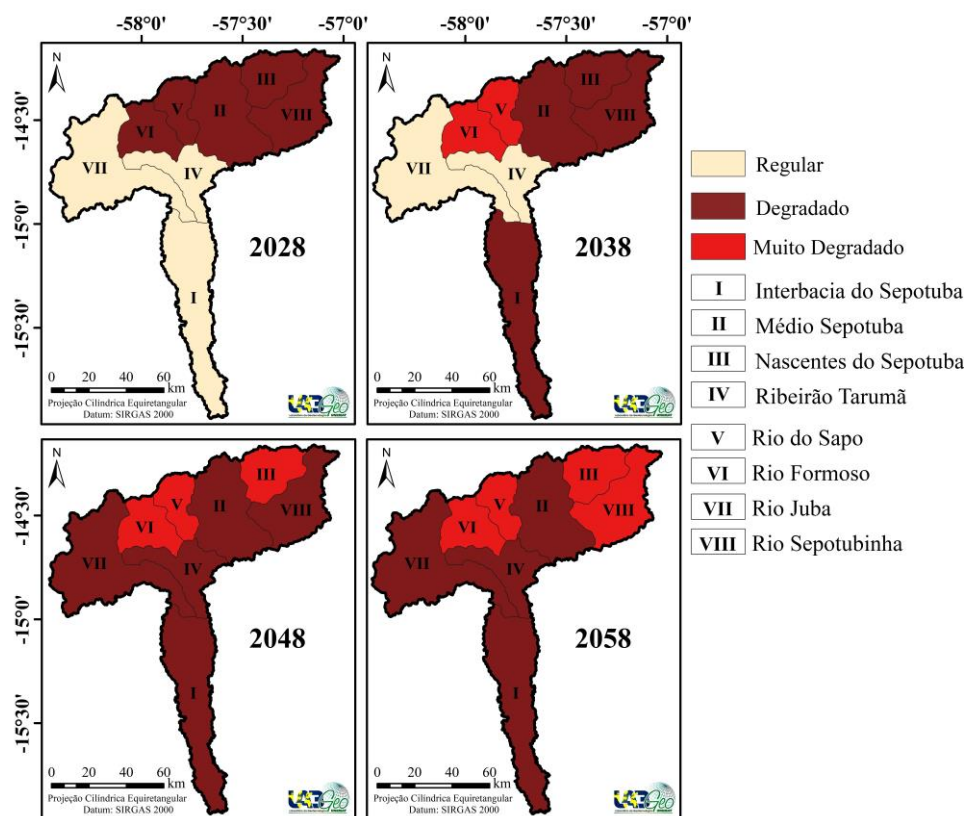 -58°0' -57°30' -57°0' -58°0' -57°30' -57°0'
N
-14°30'
-15°0'
-15°30'
III
V
II
VIII
VI
VII
IV
2028
I
0 20 40 60
km
Projeção Cilíndrica Equiretangular
Datum: SIRGAS 2000
Geo
N
III
V
II
VIII
VI
VII
IV
2038
I
0 20 40 60
km
Projeção Cilíndrica Equiretangular
Datum: SIRGAS 2000
Geo
N
-14°30'
-15°0'
-15°30'
III
V
II
VIII
VI
VII
IV
2048
I
0 20 40 60
km
Projeção Cilíndrica Equiretangular
Datum: SIRGAS 2000
Geo
N
III
V
II
VIII
VI
VII
IV
2058
I
0 20 40 60
km
Projeção Cilíndrica Equiretangular
Datum: SIRGAS 2000
Geo
Regular
Degradado
Muito Degradado
I Interbacia do Sepotuba
II Médio Sepotuba
III Nascentes do Sepotuba
IV Ribeirão Tarumã
V Rio do Sapo
VI Rio Formoso
VII Rio Juba
VIII Rio Sepotubinha